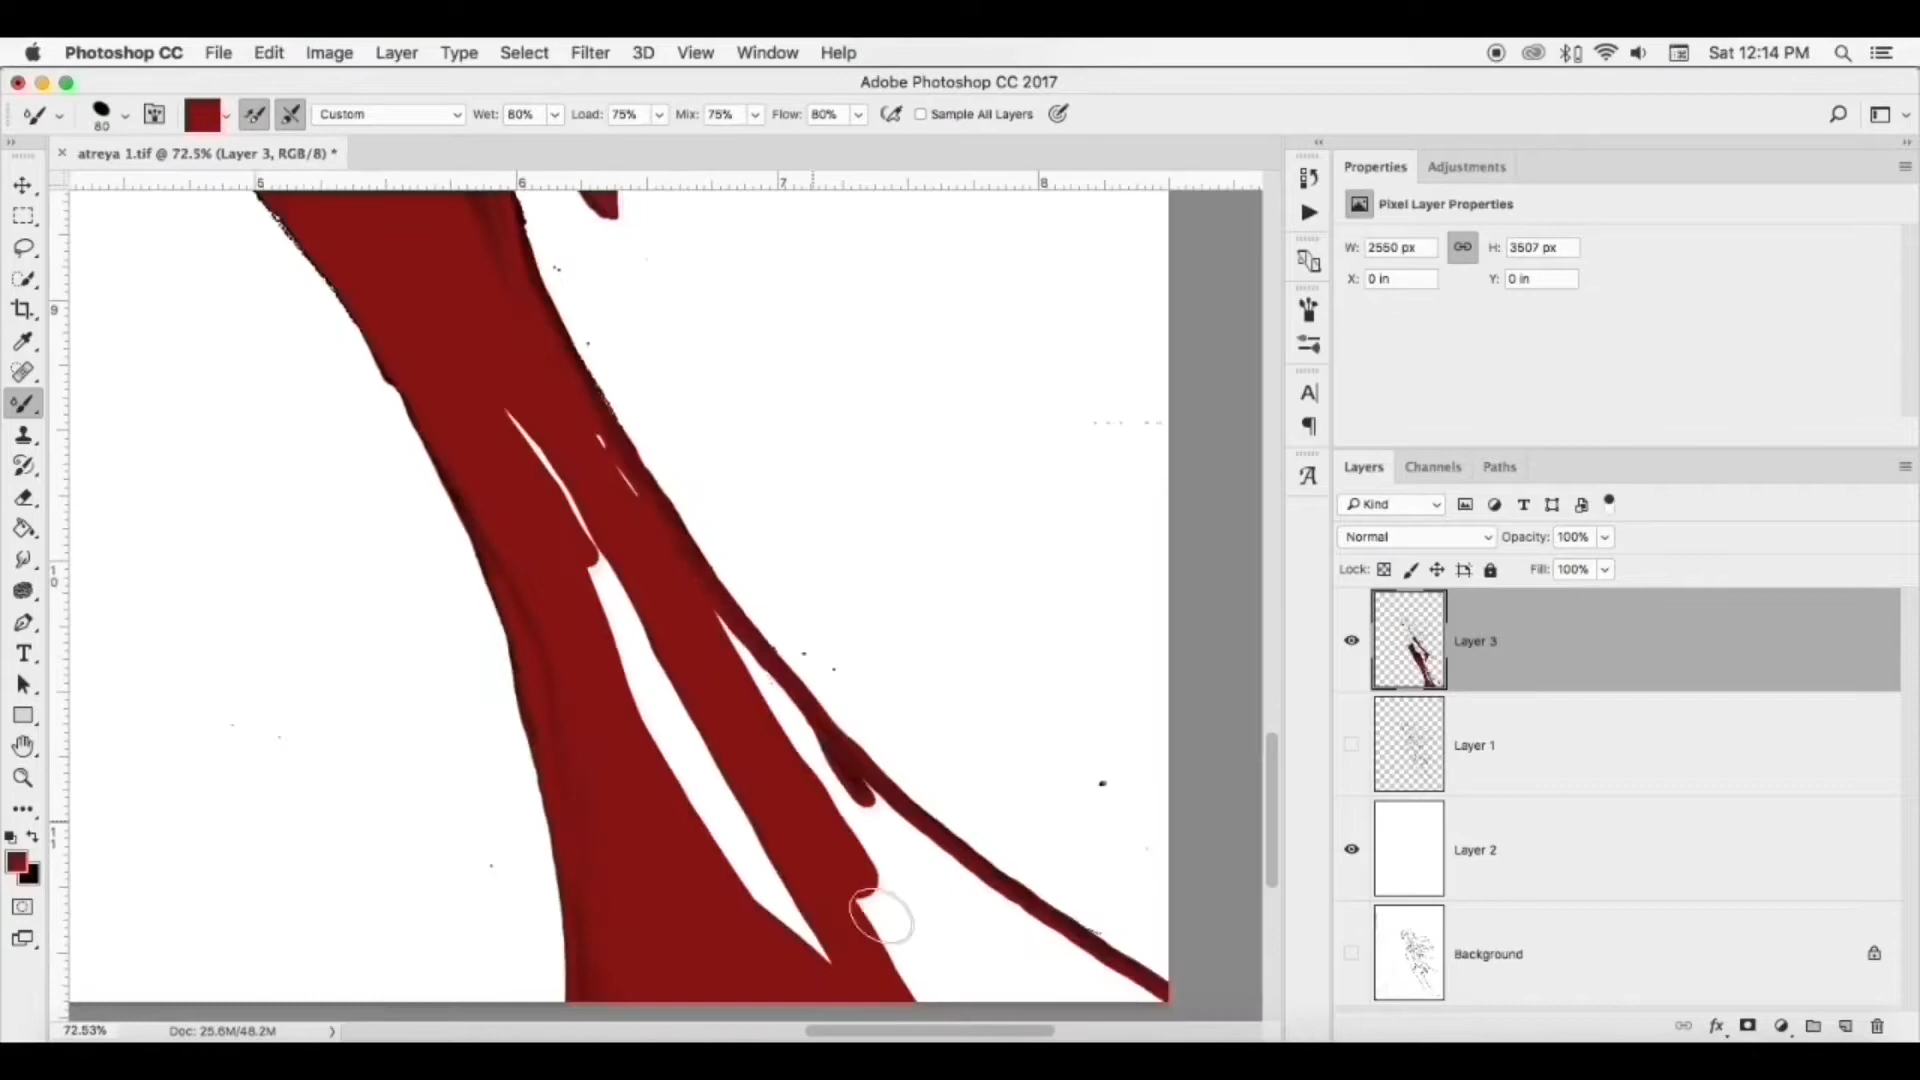 Photoshop CC File Edit Image Layer Type Select Filter 3D View Window Help Sat 12:14 PM
Adobe Photoshop CC 2017
80 Custom Wet: 80% Load: 75% Mix: 75% Flow: 80% Sample All Layers
atreya 1.tif @ 72.5% (Layer 3, RGB/8) *
5 6 7 8
9
10
11
Properties Adjustments
Pixel Layer Properties
W: 2550 px H: 3507 px
X: 0 in Y: 0 in
Layers Channels Paths
Kind
Normal Opacity: 100%
Lock: Fill: 100%
Layer 3
Layer 1
Layer 2
Background
72.53% Doc: 25.6M/48.2M